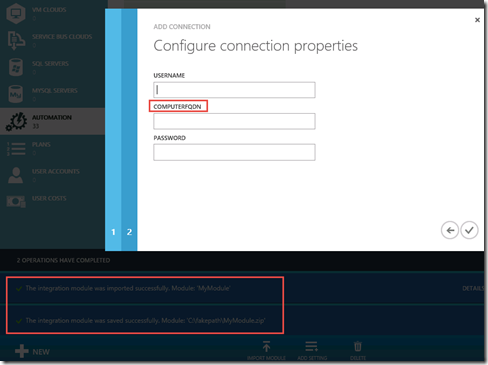 VM CLOUDS
ADD CONNECTION
SERVICE BUS CLOUDS
Configure connection properties
SQL SERVERS
USERNAME
MYSQL SERVERS
COMPUTERFQDN
AUTOMATION
PASSWORD
PLANS
USER ACCOUNTS
USER COSTS
1 2
2 OPERATIONS HAVE COMPLETED
The integration module was imported successfully. Module: 'MyModule'
DETAILS
The integration module was saved successfully. Module: 'C:\fakepath\MyModule.zip'
NEW
IMPORT MODULE
ADD SETTING
DELETE